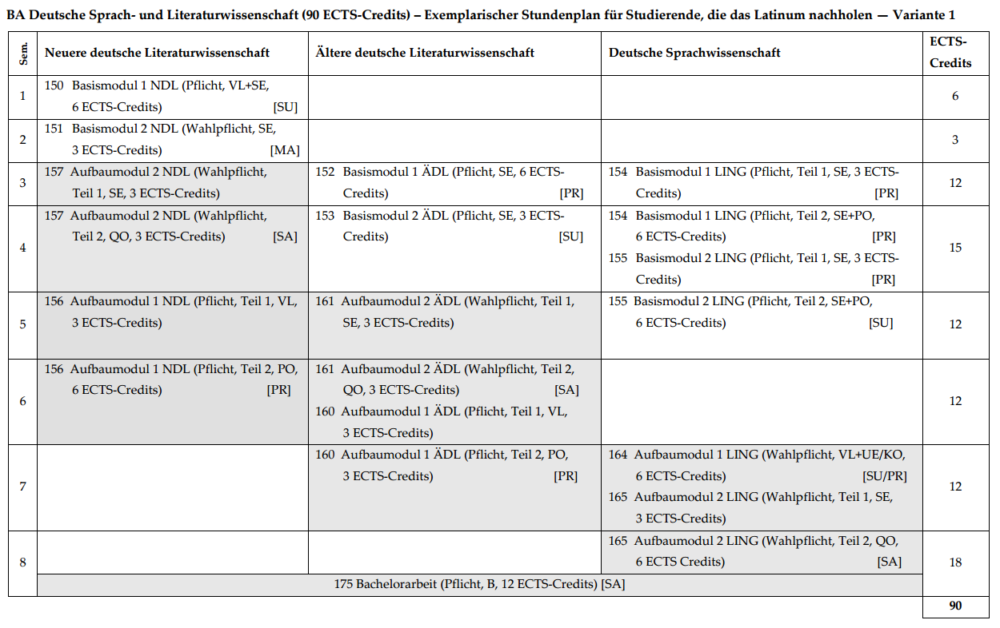 BA Deutsche Sprach- und Literaturwissenschaft (90 ECTS-Credits) – Exemplarischer Stundenplan für Studierende, die das Latinum nachholen — Variante 1
Sem.
Neuere deutsche Literaturwissenschaft
Ältere deutsche Literaturwissenschaft
Deutsche Sprachwissenschaft
ECTS-
Credits
1
150 Basismodul 1 NDL (Pflicht, VL+SE,
6 ECTS-Credits) [SU]
6
2
151 Basismodul 2 NDL (Wahlpflicht, SE,
3 ECTS-Credits) [MA]
3
3
157 Aufbaumodul 2 NDL (Wahlpflicht,
Teil 1, SE, 3 ECTS-Credits)
152 Basismodul 1 ÄDL (Pflicht, SE, 6 ECTS-
Credits) [PR]
154 Basismodul 1 LING (Pflicht, Teil 1, SE, 3 ECTS-
Credits) [PR]
12
4
157 Aufbaumodul 2 NDL (Wahlpflicht,
Teil 2, QO, 3 ECTS-Credits) [SA]
153 Basismodul 2 ÄDL (Pflicht, SE, 3 ECTS-
Credits) [SU]
154 Basismodul 1 LING (Pflicht, Teil 2, SE+PO,
6 ECTS-Credits) [PR]
155 Basismodul 2 LING (Pflicht, Teil 1, SE, 3 ECTS-
Credits) [PR]
15
5
156 Aufbaumodul 1 NDL (Pflicht, Teil 1, VL,
3 ECTS-Credits)
161 Aufbaumodul 2 ÄDL (Wahlpflicht, Teil 1,
SE, 3 ECTS-Credits)
155 Basismodul 2 LING (Pflicht, Teil 2, SE+PO,
6 ECTS-Credits) [SU]
12
6
156 Aufbaumodul 1 NDL (Pflicht, Teil 2, PO,
6 ECTS-Credits) [PR]
161 Aufbaumodul 2 ÄDL (Wahlpflicht, Teil 2,
QO, 3 ECTS-Credits) [SA]
160 Aufbaumodul 1 ÄDL (Pflicht, Teil 1, VL,
3 ECTS-Credits)
12
7
160 Aufbaumodul 1 ÄDL (Pflicht, Teil 2, PO,
3 ECTS-Credits) [PR]
164 Aufbaumodul 1 LING (Wahlpflicht, VL+UE/KO,
6 ECTS-Credits) [SU/PR]
165 Aufbaumodul 2 LING (Wahlpflicht, Teil 1, SE,
3 ECTS-Credits)
12
8
165 Aufbaumodul 2 LING (Wahlpflicht, Teil 2, QO,
6 ECTS Credits) [SA]
18
175 Bachelorarbeit (Pflicht, B, 12 ECTS-Credits) [SA]
90